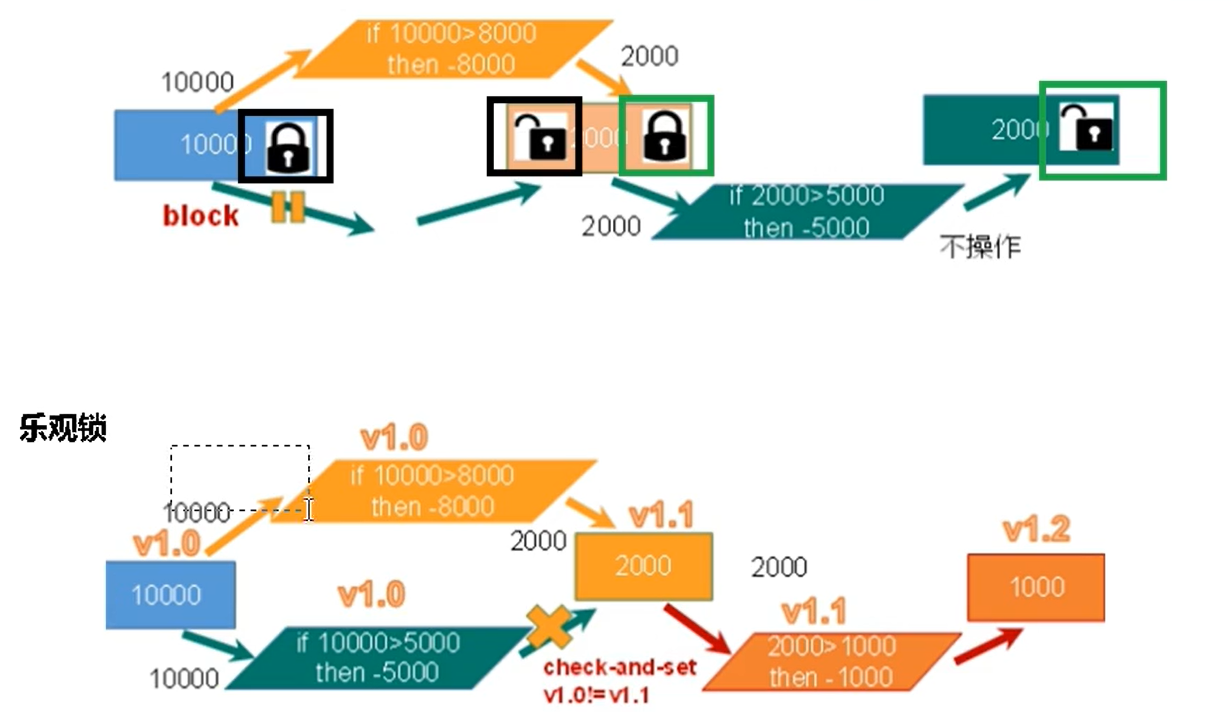 if 10000>8000
then -8000
10000
2000
10000
2000
2000
block
2000
if 2000>5000
then -5000
不操作
乐观锁
v1.0
if 10000>8000
then -8000
10000
v1.0
10000
2000
v1.1
2000
2000
v1.2
1000
v1.0
if 10000>5000
then -5000
10000
check-and-set
v1.0!=v1.1
v1.1
2000>1000
then -1000